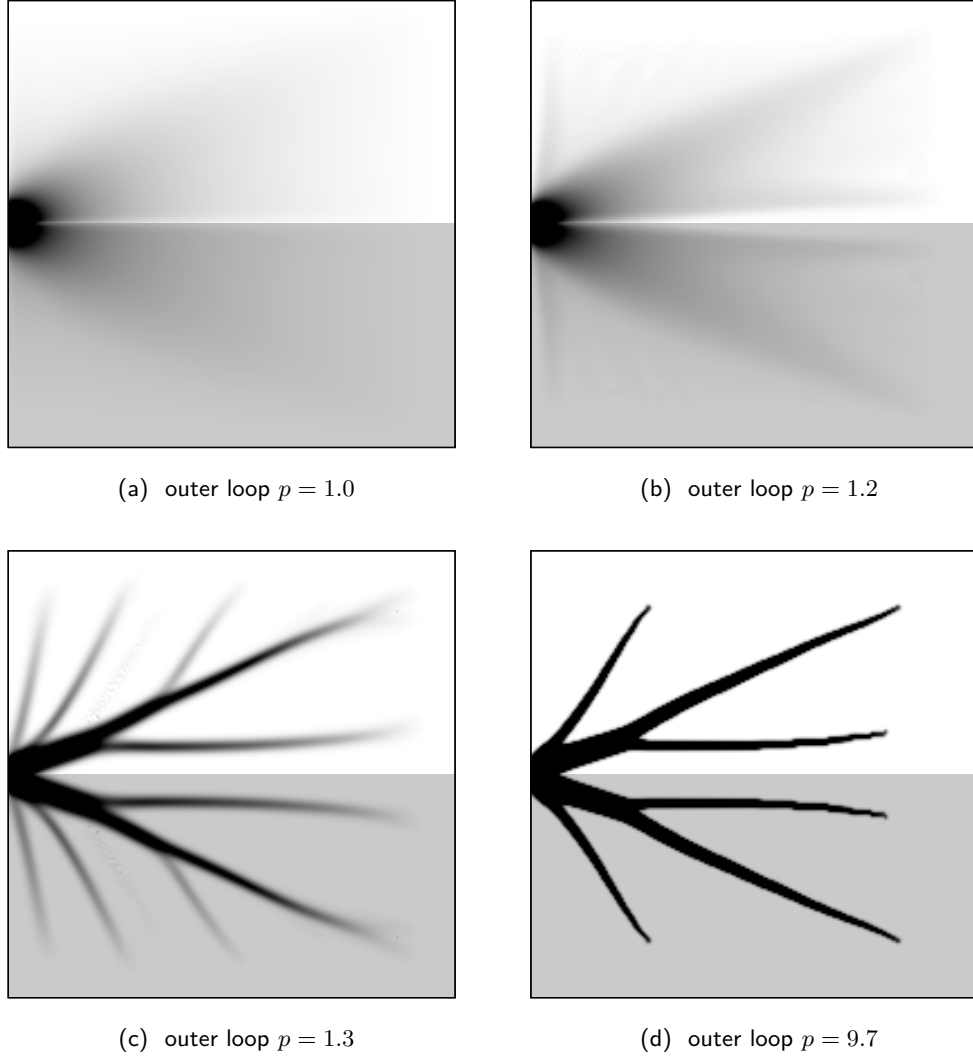 (a) outer loop p = 1.0
(b) outer loop p = 1.2
(c) outer loop p = 1.3
(d) outer loop p = 9.7